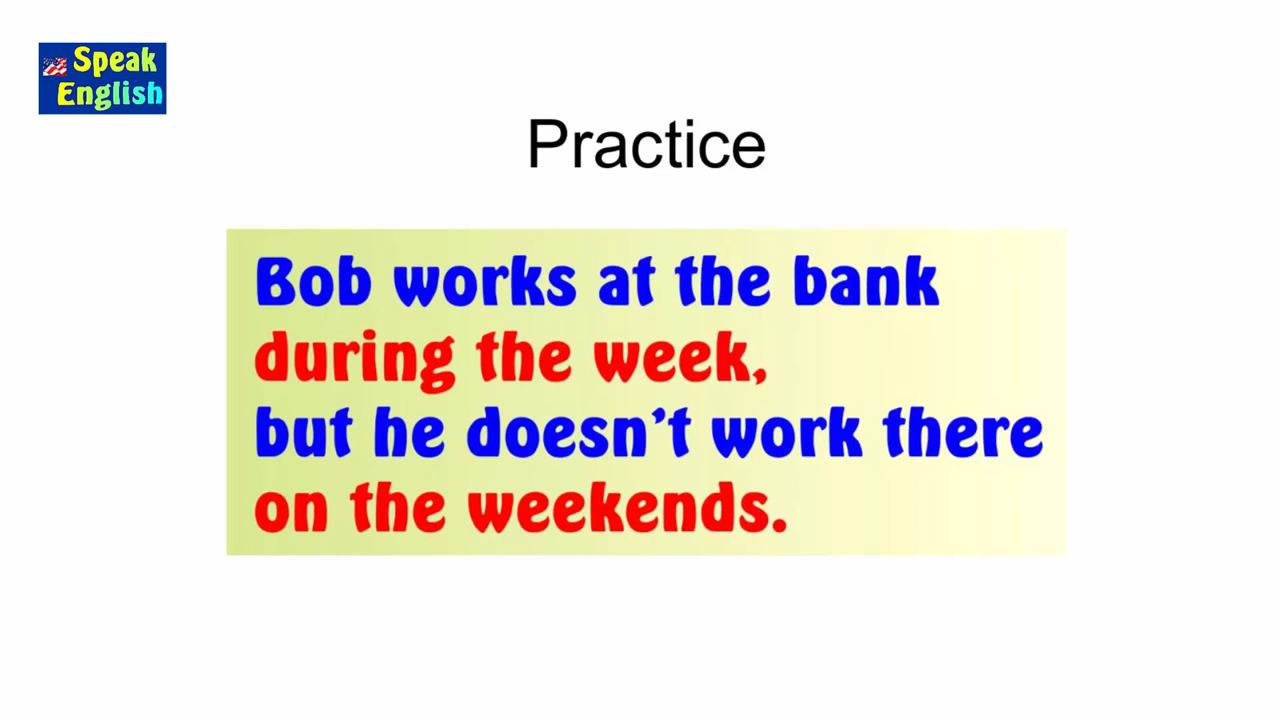 Speak
English
Practice
Bob works at the bank
during the week,
but he doesn't work there
on the weekends.